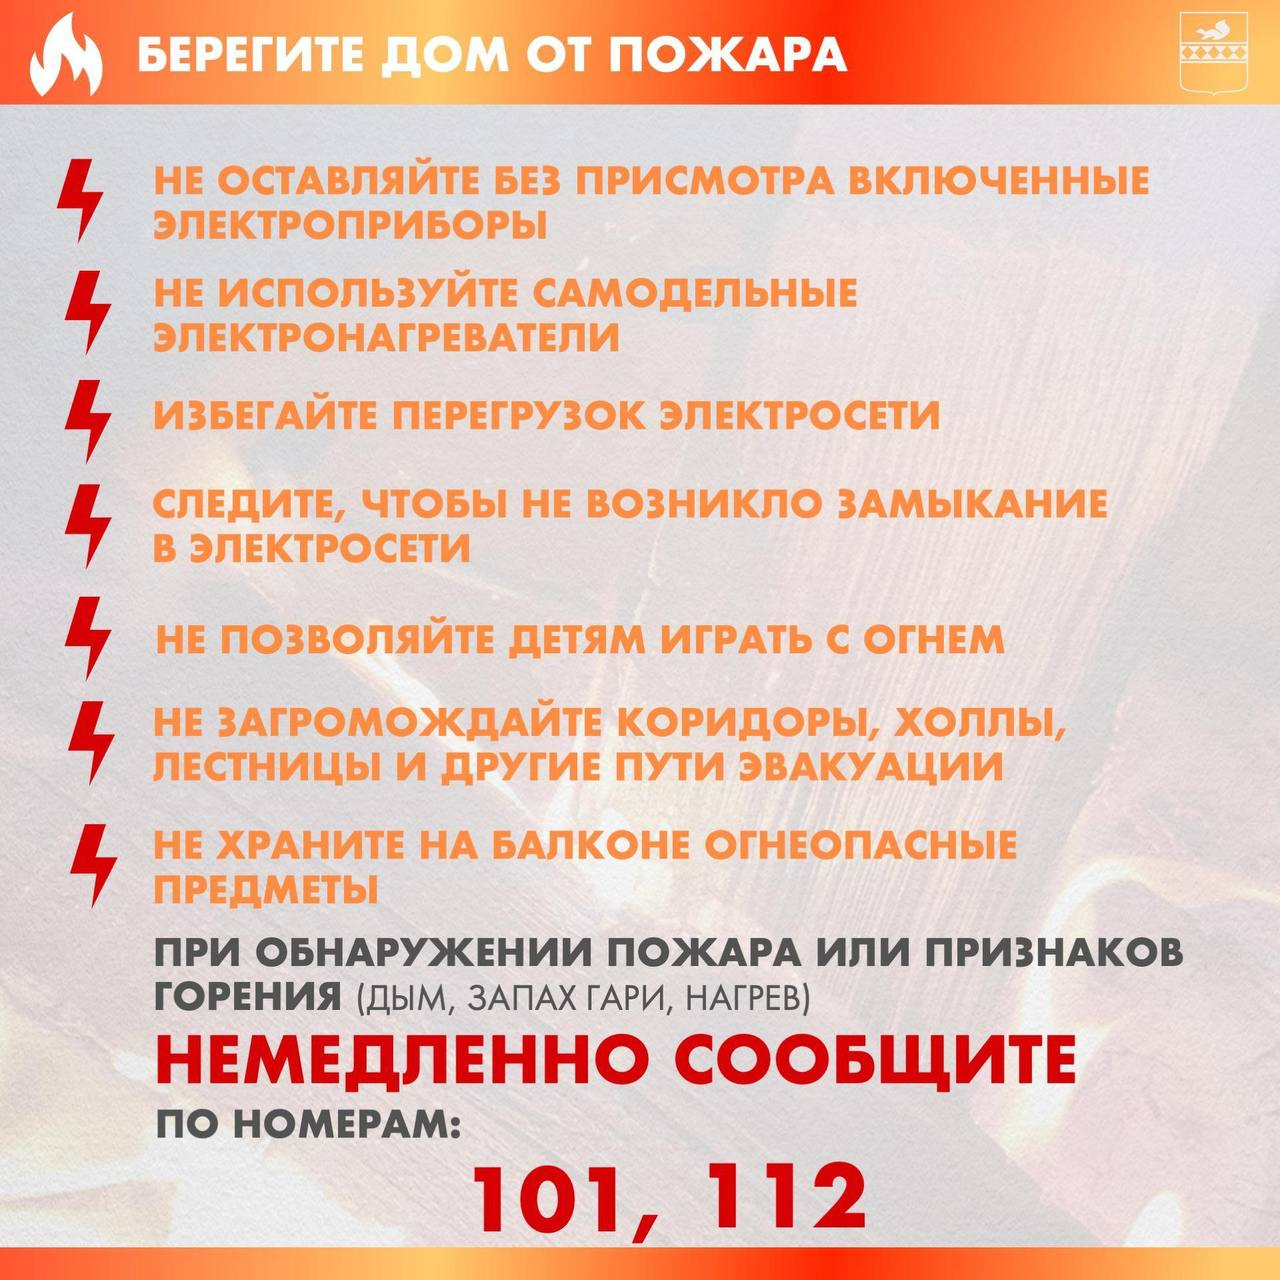 БЕРЕГИТЕ ДОМ ОТ ПОЖАРА
НЕ ОСТАВЛЯЙТЕ БЕЗ ПРИСМОТРА ВКЛЮЧЕННЫЕ
ЭЛЕКТРОПРИБОРЫ
НЕ ИСПОЛЬЗУЙТЕ САМОДЕЛЬНЫЕ
ЭЛЕКТРОНАГРЕВАТЕЛИ
ИЗБЕГАЙТЕ ПЕРЕГРУЗОК ЭЛЕКТРОСЕТИ
СЛЕДИТЕ, ЧТОБЫ НЕ ВОЗНИКЛО ЗАМЫКАНИЕ
В ЭЛЕКТРОСЕТИ
НЕ ПОЗВОЛЯЙТЕ ДЕТЯМ ИГРАТЬ С ОГНЕМ
НЕ ЗАГРОМОЖДАЙТЕ КОРИДОРЫ, ХОЛЛЫ,
ЛЕСТНИЦЫ И ДРУГИЕ ПУТИ ЭВАКУАЦИИ
НЕ ХРАНИТЕ НА БАЛКОНЕ ОГНЕОПАСНЫЕ
ПРЕДМЕТЫ
ПРИ ОБНАРУЖЕНИИ ПОЖАРА ИЛИ ПРИЗНАКОВ
ГОРЕНИЯ (ДЫМ, ЗАПАХ ГАРИ, НАГРЕВ)
НЕМЕДЛЕННО СООБЩИТЕ
ПО НОМЕРАМ:
101, 112